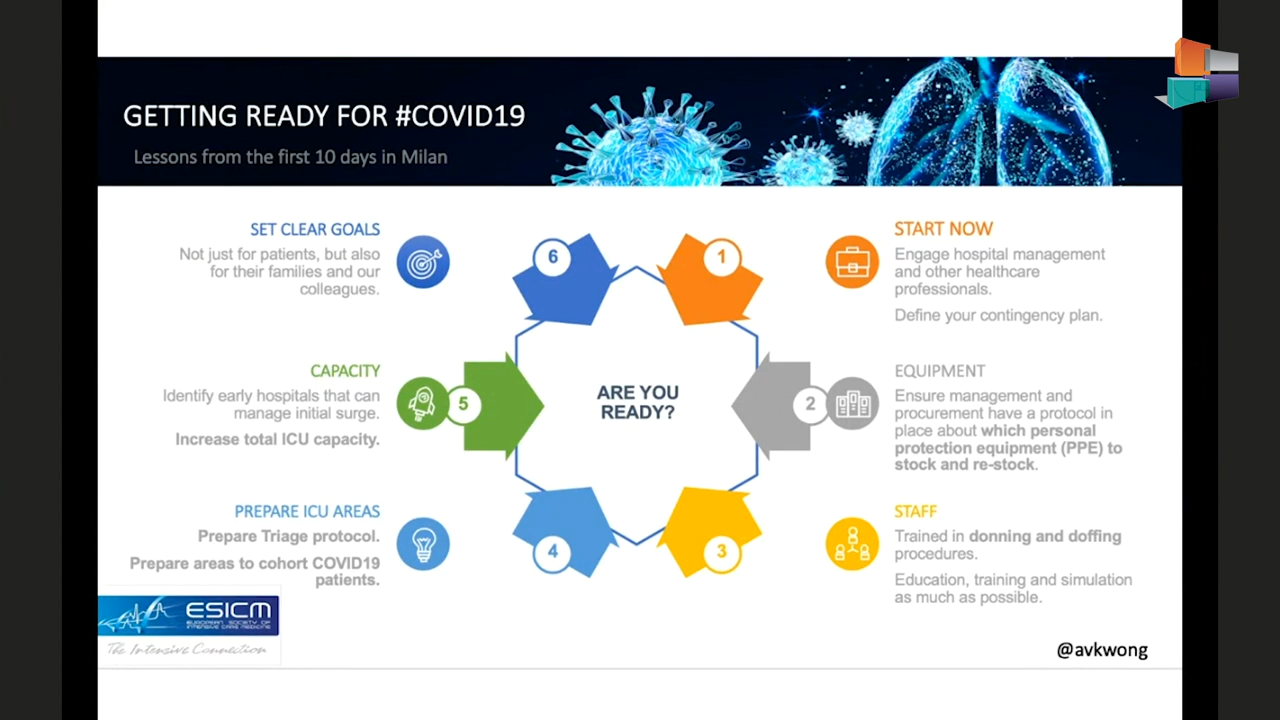 GETTING READY FOR #COVID19
Lessons from the first 10 days in Milan
SET CLEAR GOALS
Not just for patients, but also
for their families and our
colleagues.
6
1
START NOW
Engage hospital management
and other healthcare
professionals.
Define your contingency plan.
CAPACITY
Identify early hospitals that can
manage initial surge.
Increase total ICU capacity.
5
ARE YOU
READY?
2
EQUIPMENT
Ensure management and
procurement have a protocol in
place about which personal
protection equipment (PPE) to
stock and re-stock.
PREPARE ICU AREAS
Prepare Triage protocol.
Prepare areas to cohort COVID19
patients.
4
3
STAFF
Trained in donning and doffing
procedures.
Education, training and simulation
as much as possible.
ESICM
EUROPEAN SOCIETY OF
INTENSIVE CARE MEDICINE
The Intensive Connection
@avkwong